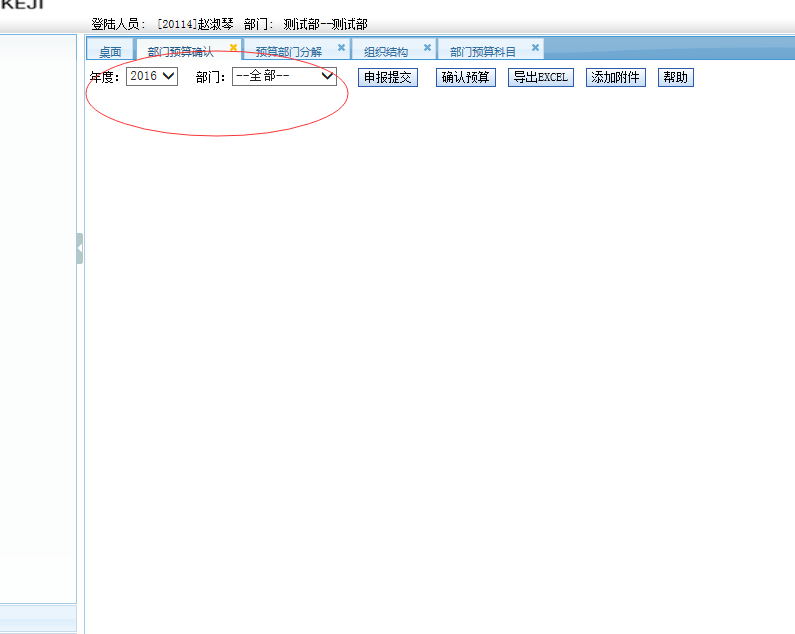 KEJI
登陆人员: [20114]赵淑琴 部门: 测试部--测试部
桌面 部门预算确认 预算部门分解 组织结构 部门预算科目
年度: 2016 部门: --全部-- 申报提交 确认预算 导出EXCEL 添加附件 帮助